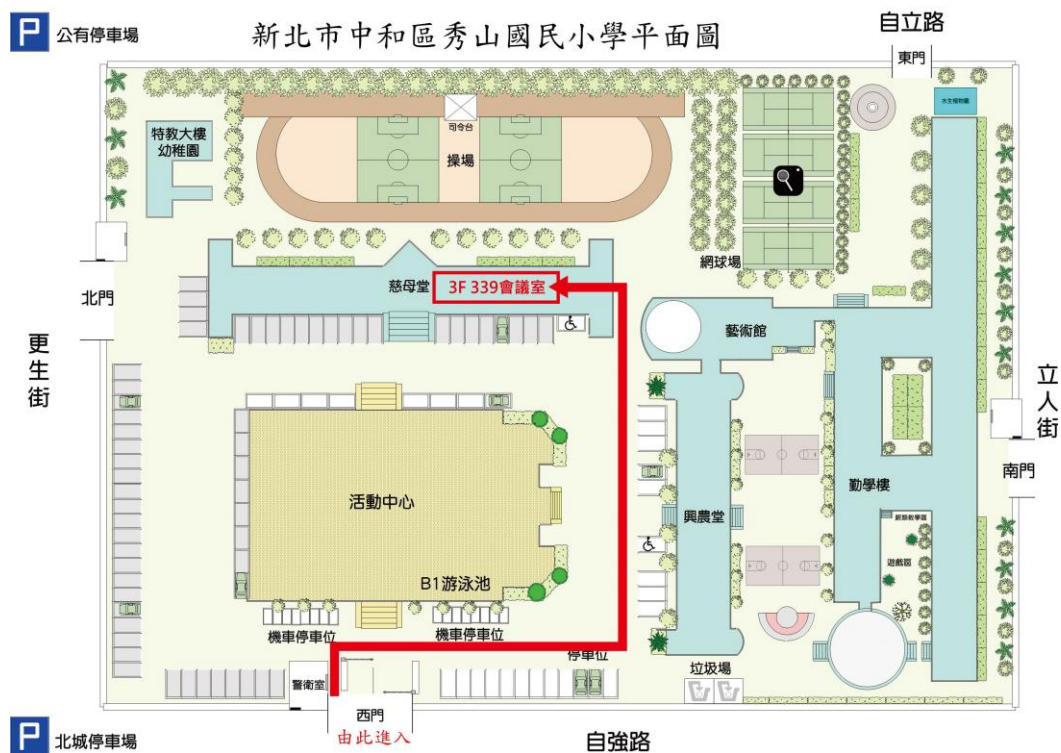 P 公有停車場
新北市中和區秀山國民小學平面圖
自立路
東門
水生植物園
特教大樓
幼稚園
司令台
操場
網球場
北門
慈母堂
3F 339會議室
藝術館
更生街
立人街
南門
活動中心
勤學樓
興農堂
遊戲區
B1游泳池
機車停車位
機車停車位
停車位
垃圾場
警衛室
西門
由此進入
P 北城停車場
自強路